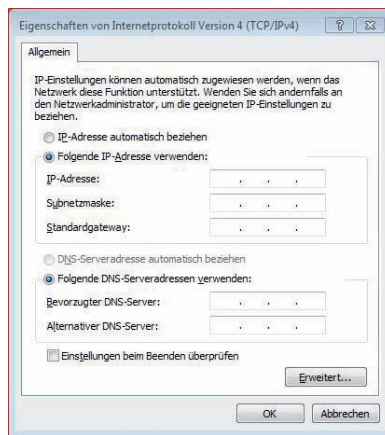 Eigenschaften von Internetprotokoll Version 4 (TCP/IPv4)
Allgemein
IP-Einstellungen können automatisch zugewiesen werden, wenn das
Netzwerk diese Funktion unterstützt. Wenden Sie sich andernfalls an
den Netzwerkadministrator, um die geeigneten IP-Einstellungen zu
beziehen.
IP-Adresse automatisch beziehen
Folgende IP-Adresse verwenden:
IP-Adresse:
Subnetzmaske:
Standardgateway:
DNS-Serveradresse automatisch beziehen
Folgende DNS-Serveradressen verwenden:
Bevorzugter DNS-Server:
Alternativer DNS-Server:
Einstellungen beim Beenden überprüfen
Erweitert...
OK Abbrechen